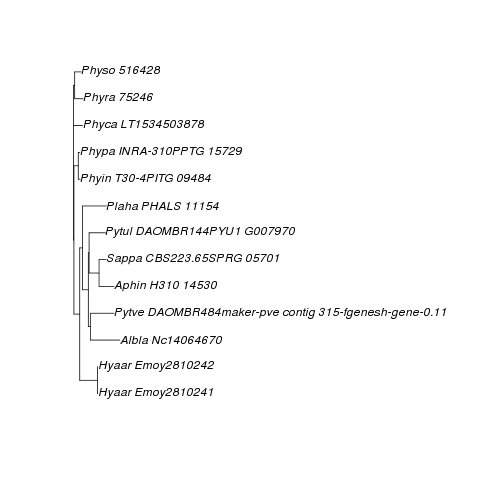 Physo 516428
Phyra 75246
Phyca LT1534503878
Phypa INRA-310PPTG 15729
Phyin T30-4PITG 09484
Plaha PHALS 11154
Pytul DAOMBR144PYU1 G007970
Sappa CBS223.65SPRG 05701
Aphin H310 14530
Pytve DAOMBR484maker-pve contig 315-fgenesh-gene-0.11
Albla Nc14064670
Hyaar Emoy2810242
Hyaar Emoy2810241